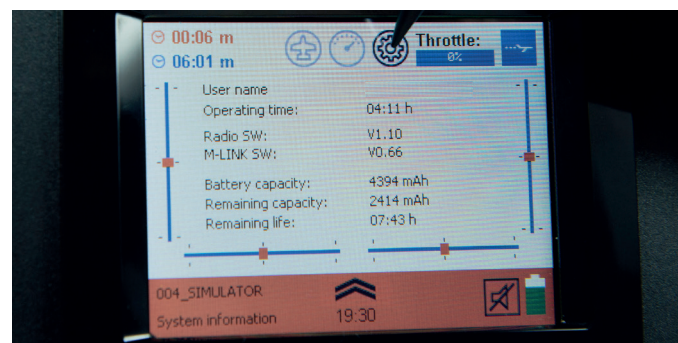 00:06 m
06:01 m
Throttle:
0%
User name
Operating time: 04:11 h
Radio SW: V1.10
M-LINK SW: V0.66
Battery capacity: 4394 mAh
Remaining capacity: 2414 mAh
Remaining life: 07:43 h
004_SIMULATOR
System information 19:30